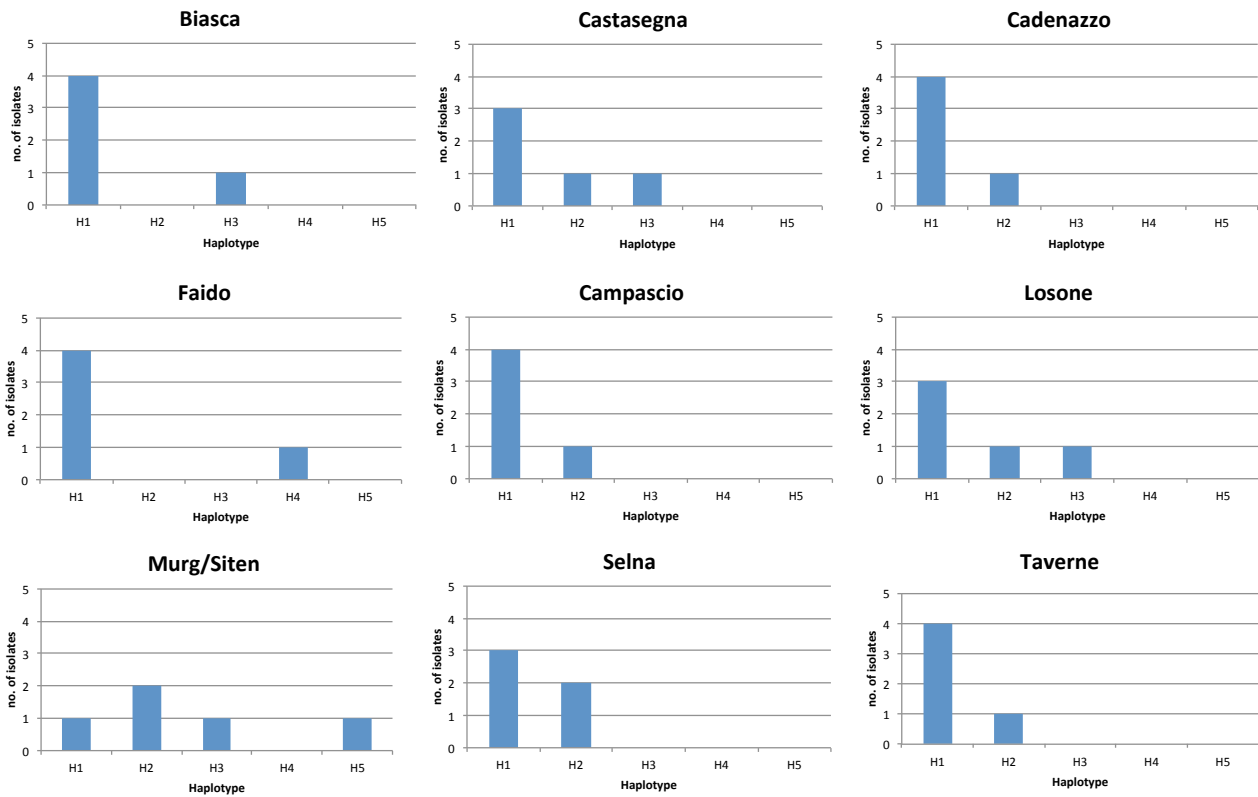 Biasca
5
4
3
2
1
0
no. of isolates
H1 H2 H3 H4 H5
Haplotype
Castasegna
5
4
3
2
1
0
no. of isolates
H1 H2 H3 H4 H5
Haplotype
Cadenazzo
5
4
3
2
1
0
no. of isolates
H1 H2 H3 H4 H5
Haplotype
Faido
5
4
3
2
1
0
no. of isolates
H1 H2 H3 H4 H5
Haplotype
Campascio
5
4
3
2
1
0
no. of isolates
H1 H2 H3 H4 H5
Haplotype
Losone
5
4
3
2
1
0
no. of isolates
H1 H2 H3 H4 H5
Haplotype
Murg/Siten
5
4
3
2
1
0
no. of isolates
H1 H2 H3 H4 H5
Haplotype
Selna
5
4
3
2
1
0
no. of isolates
H1 H2 H3 H4 H5
Haplotype
Taverne
5
4
3
2
1
0
no. of isolates
H1 H2 H3 H4 H5
Haplotype